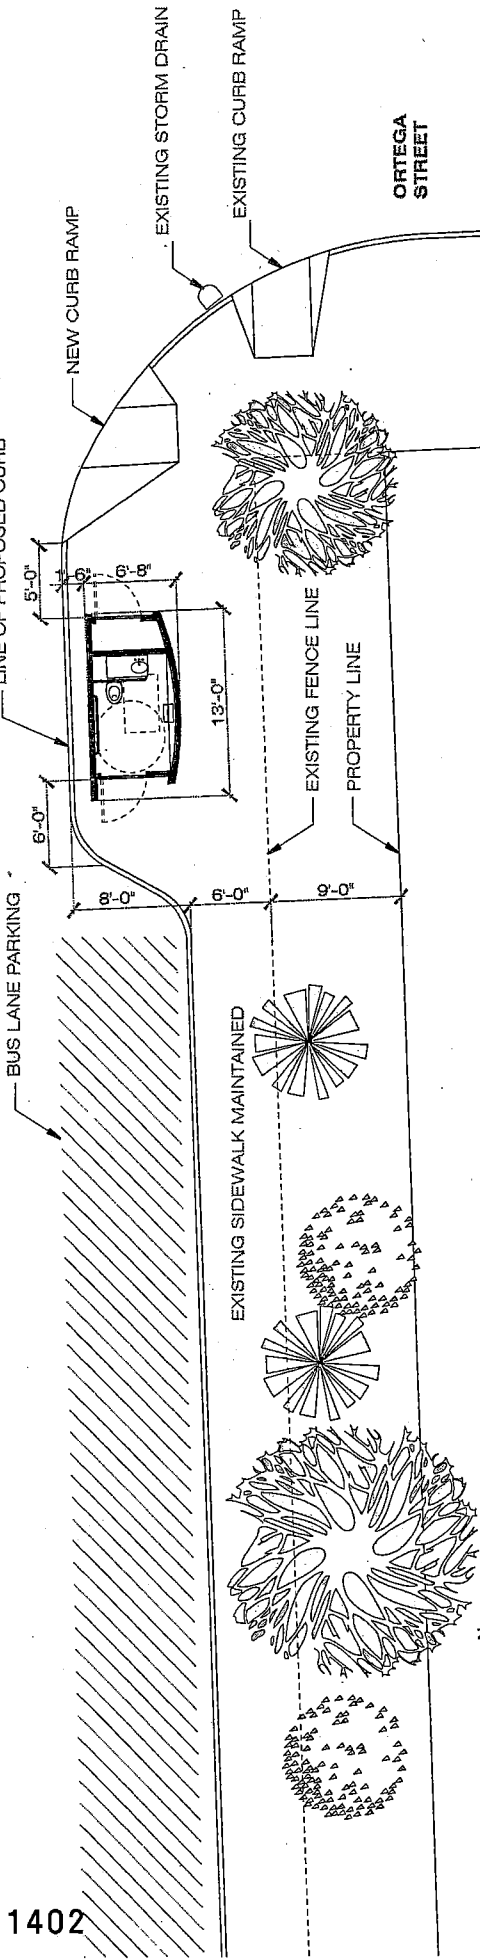 BUS LANE PARKING
LINE OF PROPOSED CURB
NEW CURB RAMP
EXISTING STORM DRAIN
EXISTING CURB RAMP
ORTEGA
STREET
6'-0"
5'-0"
6"
6'-8"
13'-0"
8'-0"
6'-0"
9'-0"
EXISTING SIDEWALK MAINTAINED
EXISTING FENCE LINE
PROPERTY LINE
1402